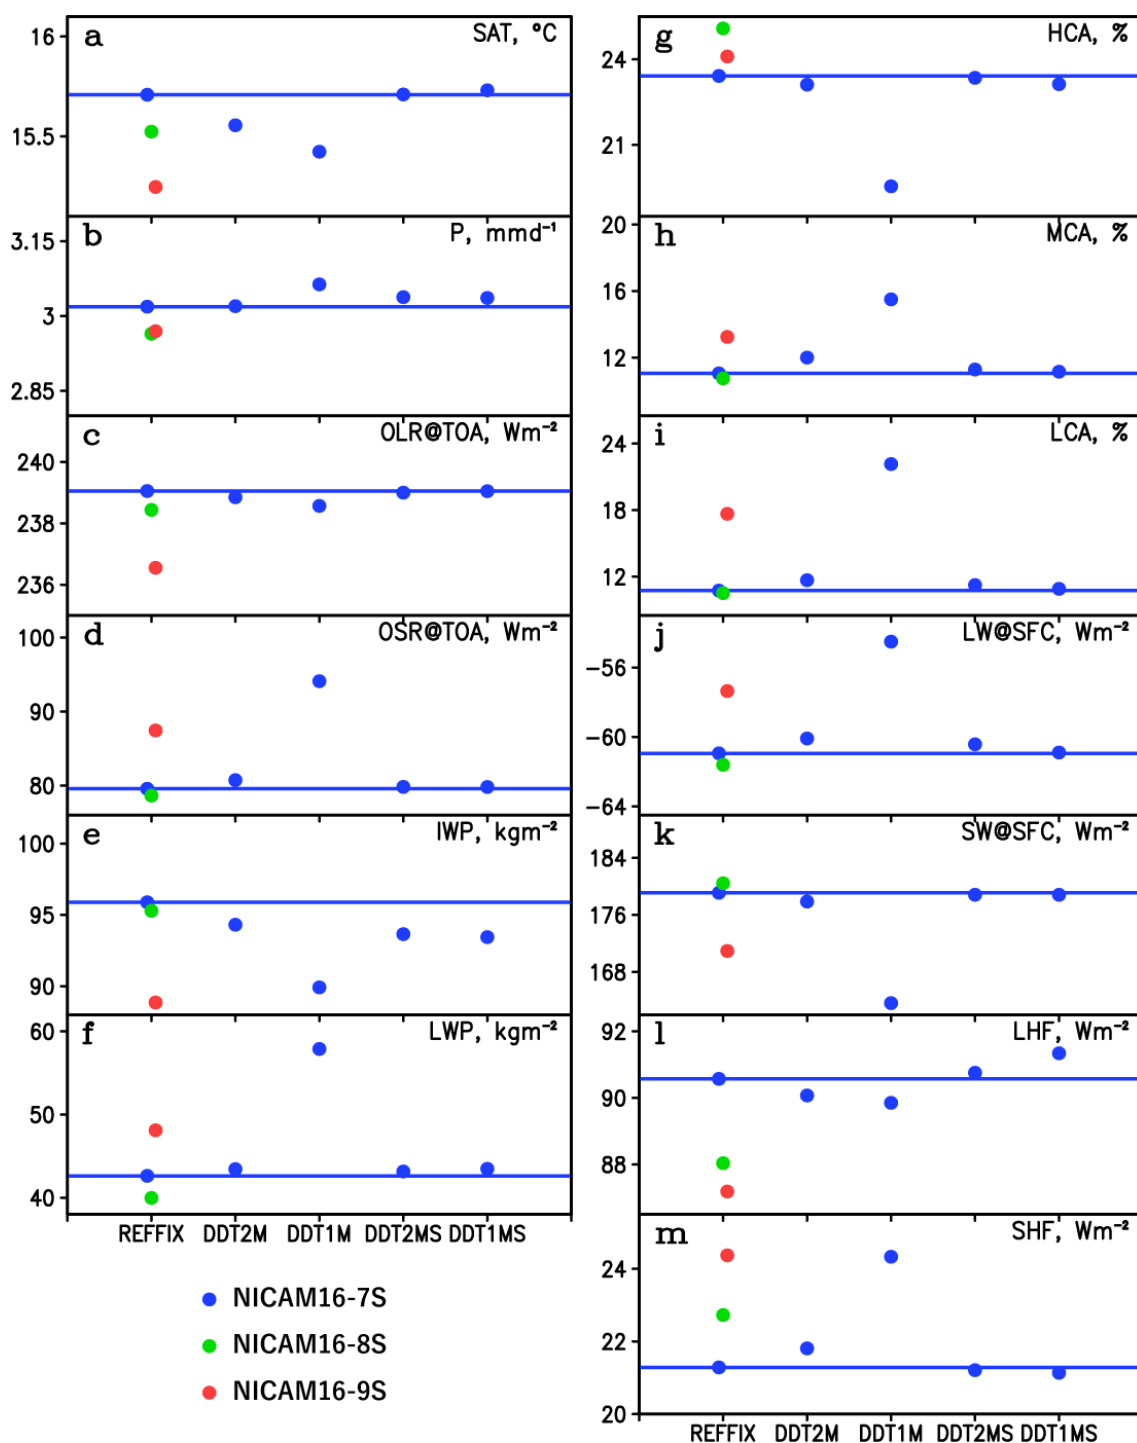 a
SAT, °C
16
15.5
b
P, mmd⁻¹
3.15
3
2.85
c
OLR@TOA, Wm⁻²
240
238
236
d
OSR@TOA, Wm⁻²
100
90
80
e
IWP, kgm⁻²
100
95
90
f
LWP, kgm⁻²
60
50
40
REFFIX DDT2M DDT1M DDT2MS DDT1MS
NICAM16-7S
NICAM16-8S
NICAM16-9S
g
HCA, %
24
21
h
MCA, %
20
16
12
i
LCA, %
24
18
12
j
LW@SFC, Wm⁻²
−56
−60
−64
k
SW@SFC, Wm⁻²
184
176
168
l
LHF, Wm⁻²
92
90
88
m
SHF, Wm⁻²
24
22
20
REFFIX DDT2M DDT1M DDT2MS DDT1MS